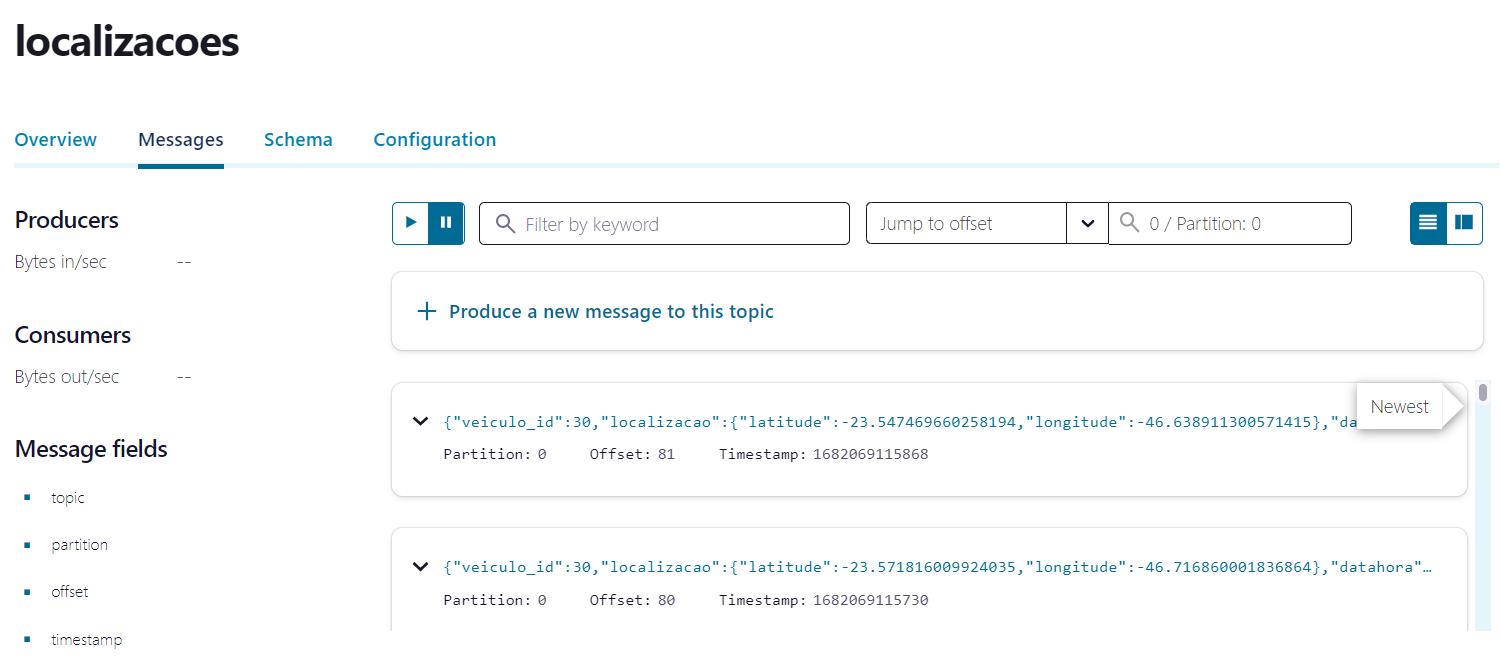 localizacoes
Overview Messages Schema Configuration
Producers
Bytes in/sec --
Consumers
Bytes out/sec --
Message fields
topic
partition
offset
timestamp
Filter by keyword
Jump to offset
0 / Partition: 0
Produce a new message to this topic
Newest
{"veiculo_id":30,"localizacao":{"latitude":-23.547469660258194,"longitude":-46.638911300571415},"da
Partition: 0 Offset: 81 Timestamp: 1682069115868
{"veiculo_id":30,"localizacao":{"latitude":-23.571816009924035,"longitude":-46.716860001836864},"datahora"…
Partition: 0 Offset: 80 Timestamp: 1682069115730